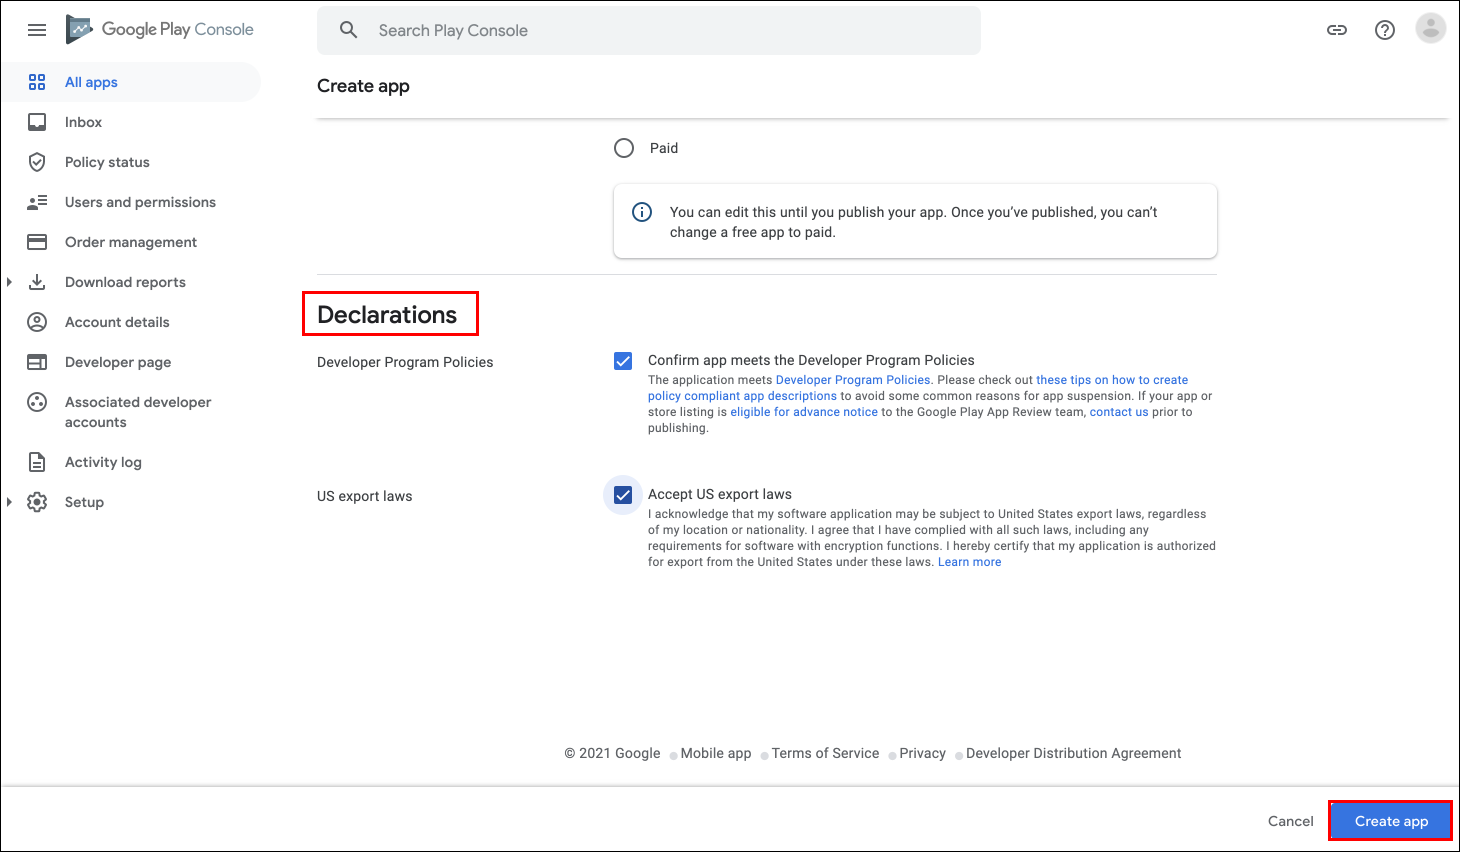 Google Play Console
Search Play Console
All apps
Inbox
Policy status
Users and permissions
Order management
Download reports
Account details
Developer page
Associated developer
accounts
Activity log
Setup
Create app
Paid
You can edit this until you publish your app. Once you’ve published, you can’t
change a free app to paid.
Declarations
Developer Program Policies
Confirm app meets the Developer Program Policies
The application meets Developer Program Policies. Please check out these tips on how to create
policy compliant app descriptions to avoid some common reasons for app suspension. If your app or
store listing is eligible for advance notice to the Google Play App Review team, contact us prior to
publishing.
US export laws
Accept US export laws
I acknowledge that my software application may be subject to United States export laws, regardless
of my location or nationality. I agree that I have complied with all such laws, including any
requirements for software with encryption functions. I hereby certify that my application is authorized
for export from the United States under these laws. Learn more
© 2021 Google Mobile app Terms of Service Privacy Developer Distribution Agreement
Cancel
Create app